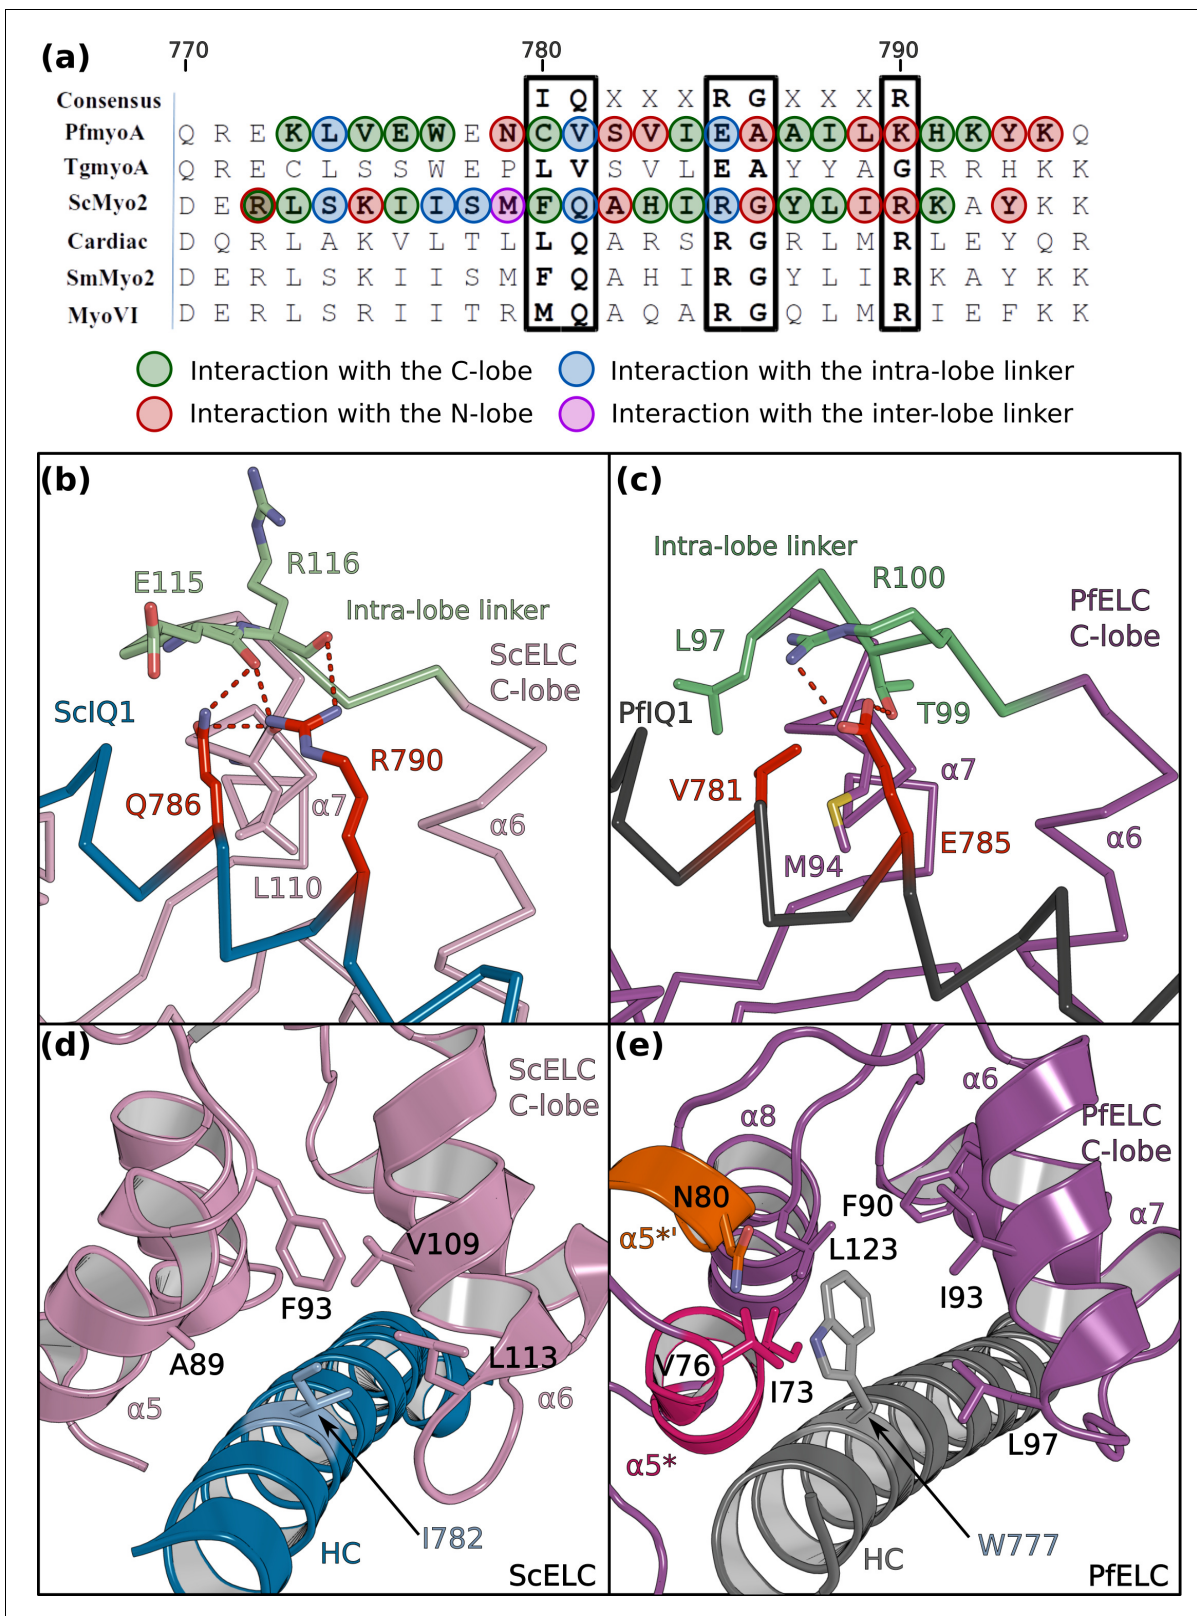 (a)
770 780 790
Consensus I Q X X X R G X X X R
PfmyoA Q R E K L V E W E N C V S V I E A A I L K H K Y K Q
TgmyoA Q R E C L S S W E P L V S V L E A Y Y A G R R H K K
ScMyo2 D E R L S K I I S M F Q A H I R G Y L I R K A Y K K
Cardiac D Q R L A K V L T L L Q A R S R G R L M R L E Y Q R
SmMyo2 D E R L S K I I S M F Q A H I R G Y L I R K A Y K K
MyoVI D E R L S R I I T R M Q A Q A R G Q L M R I E F K K
Interaction with the C-lobe
Interaction with the intra-lobe linker
Interaction with the N-lobe
Interaction with the inter-lobe linker
(b)
R116
E115
Intra-lobe linker
ScELC
C-lobe
ScIQ1
R790
Q786
α7
α6
L110
(c)
Intra-lobe linker
R100
PfELC
C-lobe
L97
PfIQ1
T99
α7
V781
E785
α6
M94
(d)
ScELC
C-lobe
V109
F93
L113
A89
α5
α6
I782
HC
ScELC
(e)
α6
PfELC
C-lobe
α8
N80
F90
α7
α5*'
L123
I93
V76
I73
L97
α5*
W777
HC
PfELC